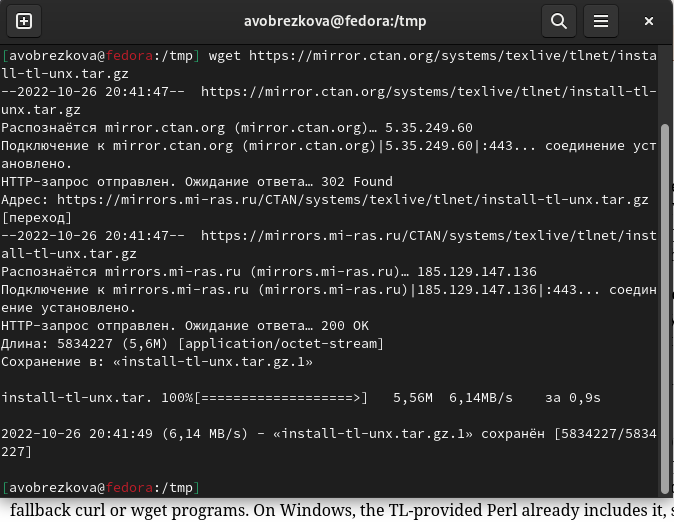 avobrezkova@fedora:/tmp
[avobrezkova@fedora:/tmp] wget https://mirror.ctan.org/systems/texlive/tlnet/insta
ll-tl-unx.tar.gz
--2022-10-26 20:41:47--  https://mirror.ctan.org/systems/texlive/tlnet/install-tl-
unx.tar.gz
Распознаётся mirror.ctan.org (mirror.ctan.org)… 5.35.249.60
Подключение к mirror.ctan.org (mirror.ctan.org)|5.35.249.60|:443... соединение уст
ановлено.
HTTP-запрос отправлен. Ожидание ответа… 302 Found
Адрес: https://mirrors.mi-ras.ru/CTAN/systems/texlive/tlnet/install-tl-unx.tar.gz
[переход]
--2022-10-26 20:41:47--  https://mirrors.mi-ras.ru/CTAN/systems/texlive/tlnet/inst
all-tl-unx.tar.gz
Распознаётся mirrors.mi-ras.ru (mirrors.mi-ras.ru)… 185.129.147.136
Подключение к mirrors.mi-ras.ru (mirrors.mi-ras.ru)|185.129.147.136|:443... соедин
ение установлено.
HTTP-запрос отправлен. Ожидание ответа… 200 OK
Длина: 5834227 (5,6M) [application/octet-stream]
Сохранение в: «install-tl-unx.tar.gz.1»
install-tl-unx.tar. 100%[===================>]   5,56M  6,14MB/s    за 0,9s
2022-10-26 20:41:49 (6,14 MB/s) - «install-tl-unx.tar.gz.1» сохранён [5834227/5834
227]
[avobrezkova@fedora:/tmp]
fallback curl or wget programs. On Windows, the TL-provided Perl already includes it, s